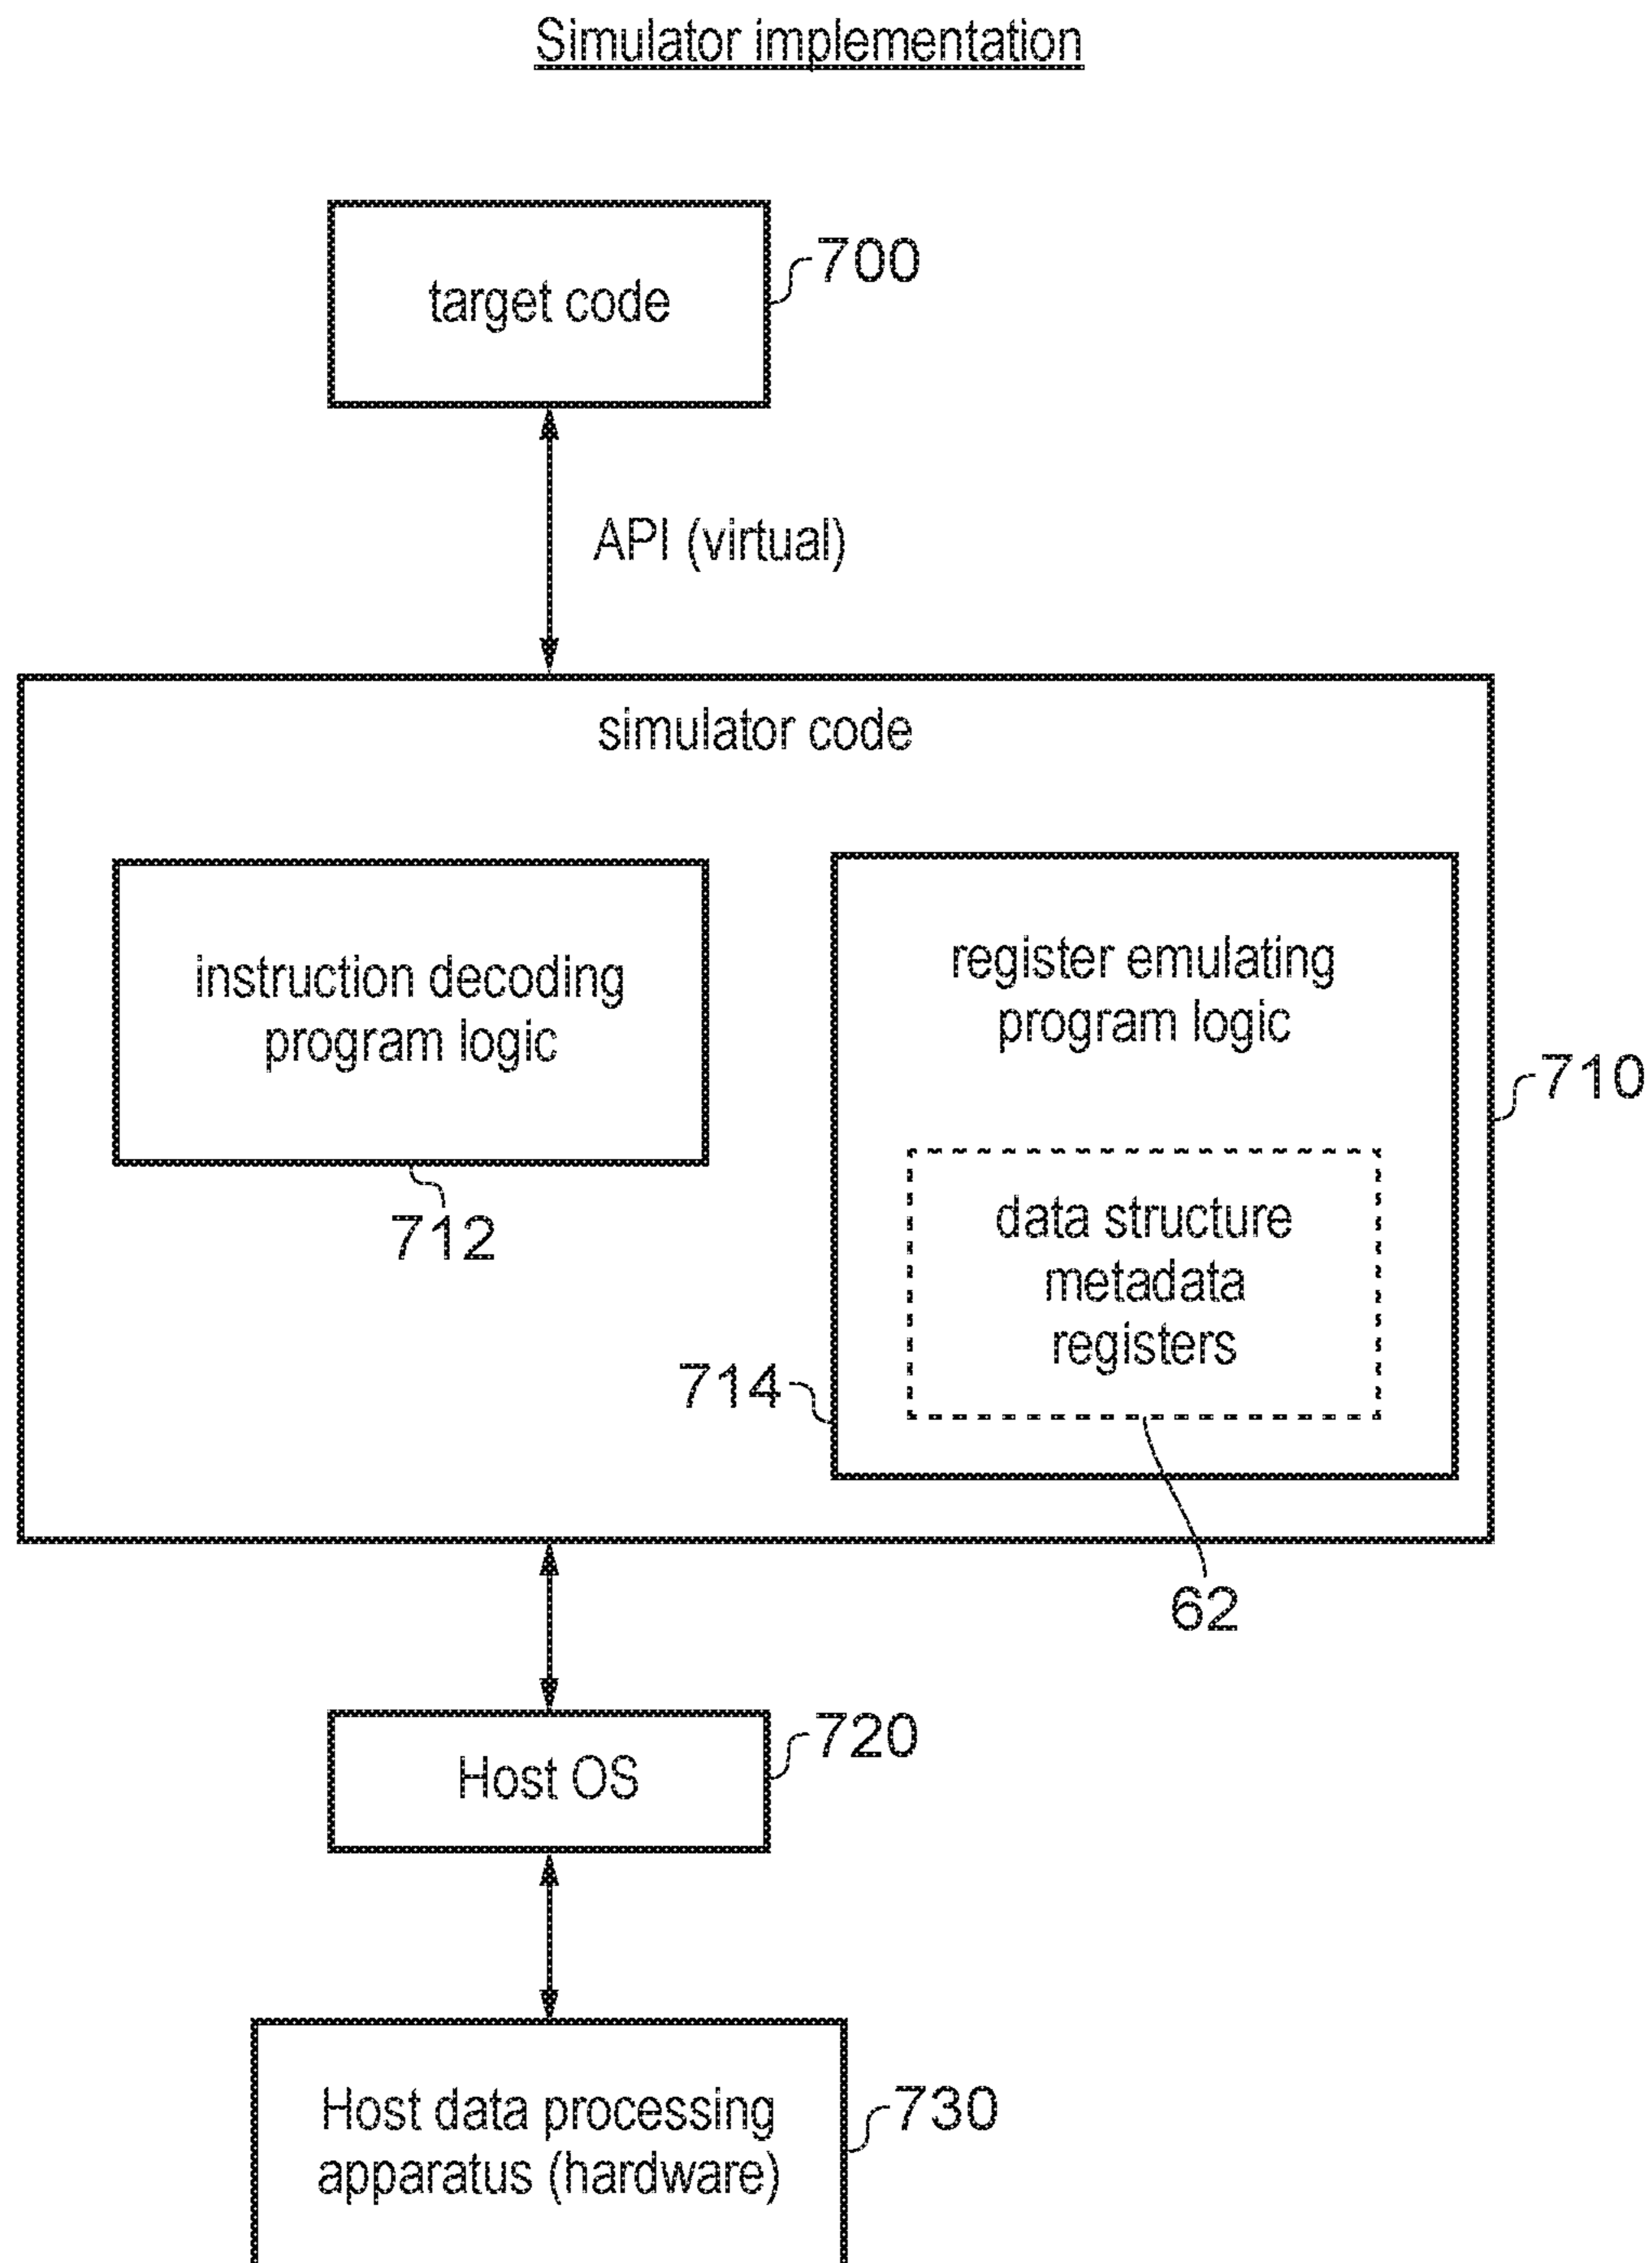 Simulator implementation
target code
700
API (virtual)
simulator code
instruction decoding
program logic
712
register emulating
program logic
data structure
metadata
registers
714
710
62
Host OS
720
Host data processing
apparatus (hardware)
730